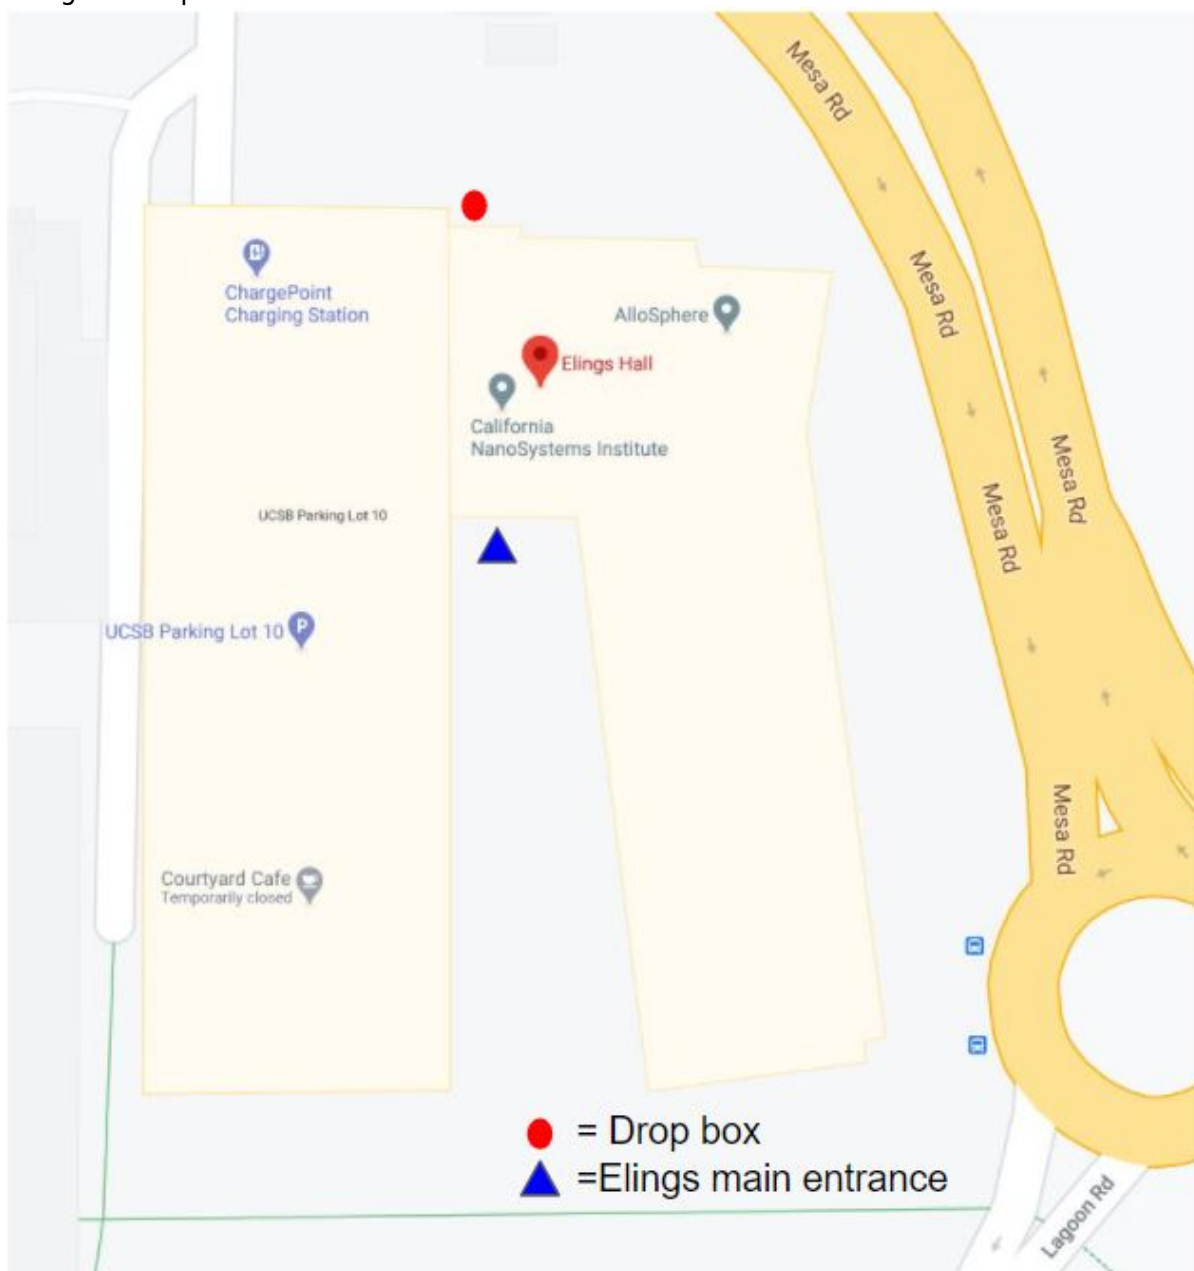 Mesa Rd
Mesa Rd
ChargePoint
Charging Station
AlloSphere
Elings Hall
California
NanoSystems Institute
Mesa Rd
Mesa Rd
UCSB Parking Lot 10
UCSB Parking Lot 10
P
Mesa Rd
Courtyard Cafe
Temporarily closed
= Drop box
=Elings main entrance
Lagoon Rd